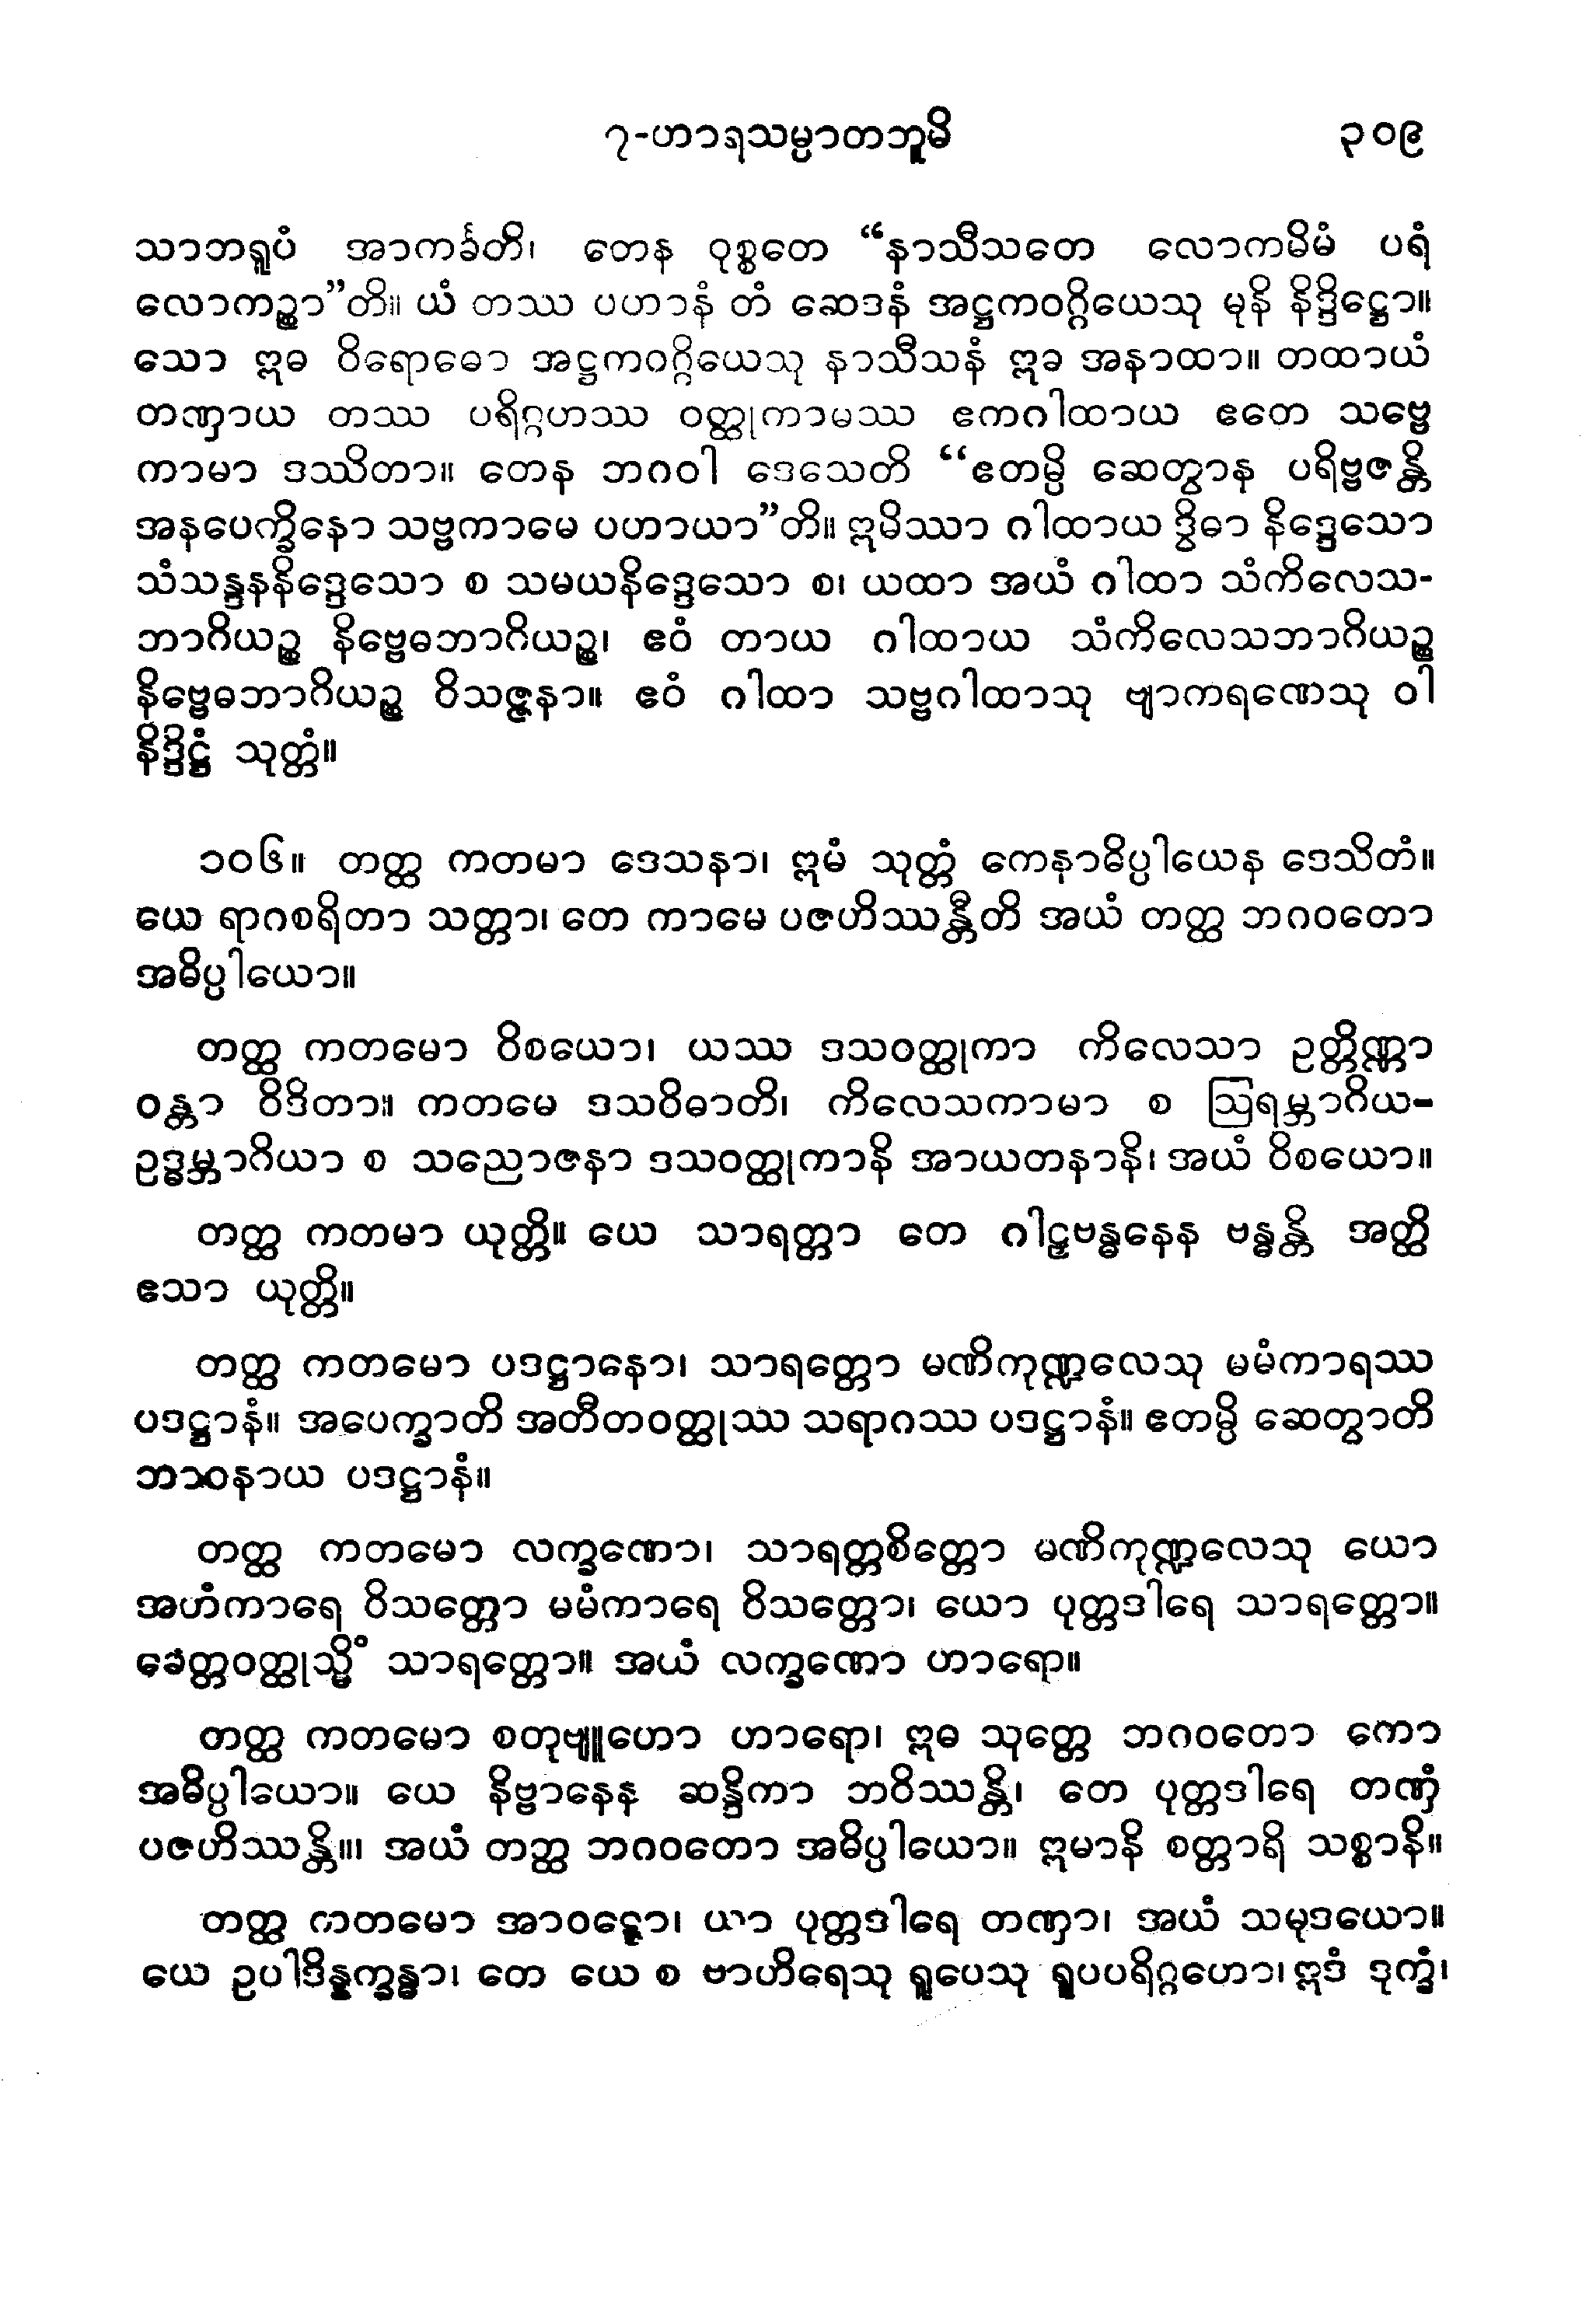 ၇-ဟာရသမ္ပာတဘူမိ ၃၀၉
သာဘရူပံ အာကင်္ခတိ၊ တေန ဝုစ္စတေ “နာသီသတေ လောကမိမံ ပရံ
လောကဉ္စာ”တိ။ ယံ တဿ ပဟာနံ တံ ဆေဒနံ အဋ္ဌကဝဂ္ဂိယေသု မုနိ နိဒ္ဒိဋ္ဌော။
သော ဣဓ ဝိရောဓော အဋ္ဌကဝဂ္ဂိယေသု နာသီသနံ ဣဓ အနာထာ။ တထာယံ
တဏှာယ တဿ ပရိဂ္ဂဟဿ ဝတ္ထုကာမဿ ဧကဂါထာယ ဧတေ သဗ္ဗေ
ကာမာ ဒဿိတာ။ တေန ဘဂဝါ ဒေသေတိ “ဧတမ္ပိ ဆေတွာန ပရိဗ္ဗဇန္တိ
အနပေက္ခိနော သဗ္ဗကာမေ ပဟာယာ”တိ။ ဣမိဿာ ဂါထာယ ဒွိဓာ နိဒ္ဒေသော
သံသန္ဒနနိဒ္ဒေသော စ သမယနိဒ္ဒေသော စ၊ ယထာ အယံ ဂါထာ သံကိလေသ-
ဘာဂိယဉ္စ နိဗ္ဗေဓဘာဂိယဉ္စ၊ ဧဝံ တာယ ဂါထာယ သံကိလေသဘာဂိယဉ္စ
နိဗ္ဗေဓဘာဂိယဉ္စ ဝိသဇ္ဇနာ။ ဧဝံ ဂါထာ သဗ္ဗဂါထာသု ဗျာကရဏေသု ဝါ
နိဒ္ဒိဋ္ဌံ သုတ္တံ။
၁၀၆။ တတ္ထ ကတမာ ဒေသနာ၊ ဣမံ သုတ္တံ ကေနာဓိပ္ပါယေန ဒေသိတံ။
ယေ ရာဂစရိတာ သတ္တာ၊ တေ ကာမေ ပဇဟိဿန္တီတိ အယံ တတ္ထ ဘဂဝတော
အဓိပ္ပါယော။
တတ္ထ ကတမော ဝိစယော၊ ယဿ ဒသဝတ္ထုကာ ကိလေသာ ဥတ္တိဏ္ဏာ
ဝန္တာ ဝိဒိတာ။ ကတမေ ဒသဝိဓာတိ၊ ကိလေသကာမာ စ ဩရမ္ဘာဂိယ-
ဥဒ္ဓမ္ဘာဂိယာ စ သညောဇနာ ဒသဝတ္ထုကာနိ အာယတနာနိ၊ အယံ ဝိစယော။
တတ္ထ ကတမာ ယုတ္တိ။ ယေ သာရတ္တာ တေ ဂါဠှဗန္ဓနေန ဗန္ဓန္တိ အတ္ထိ
ဧသာ ယုတ္တိ။
တတ္ထ ကတမော ပဒဋ္ဌာနော၊ သာရတ္တော မဏိကုဏ္ဍလေသု မမံကာရဿ
ပဒဋ္ဌာနံ။ အပေက္ခာတိ အတီတဝတ္ထုဿ သရာဂဿ ပဒဋ္ဌာနံ။ ဧတမ္ပိ ဆေတွာတိ
ဘာဝနာယ ပဒဋ္ဌာနံ။
တတ္ထ ကတမော လက္ခဏော၊ သာရတ္တစိတ္တော မဏိကုဏ္ဍလေသု ယော
အဟံကာရေ ဝိသတ္တော မမံကာရေ ဝိသတ္တော၊ ယော ပုတ္တဒါရေ သာရတ္တော။
ခေတ္တဝတ္ထုသ္မိံ သာရတ္တော။ အယံ လက္ခဏော ဟာရော။
တတ္ထ ကတမော စတုဗျူဟော ဟာရော၊ ဣဓ သုတ္တေ ဘဂဝတော ကော
အဓိပ္ပါယော။ ယေ နိဗ္ဗာနေန ဆန္ဒိကာ ဘဝိဿန္တိ၊ တေ ပုတ္တဒါရေ တဏှံ
ပဇဟိဿန္တိ။၊ အယံ တတ္ထ ဘဂဝတော အဓိပ္ပါယော။ ဣမာနိ စတ္တာရိ သစ္စာနိ။
တတ္ထ ကတမော အာဝဋ္ဋော၊ ယာ ပုတ္တဒါရေ တဏှာ၊ အယံ သမုဒယော။
ယေ ဥပါဒိန္နက္ခန္ဓာ၊ တေ ယေ စ ဗာဟိရေသု ရူပေသု ရူပပရိဂ္ဂဟော၊ ဣဒံ ဒုက္ခံ၊